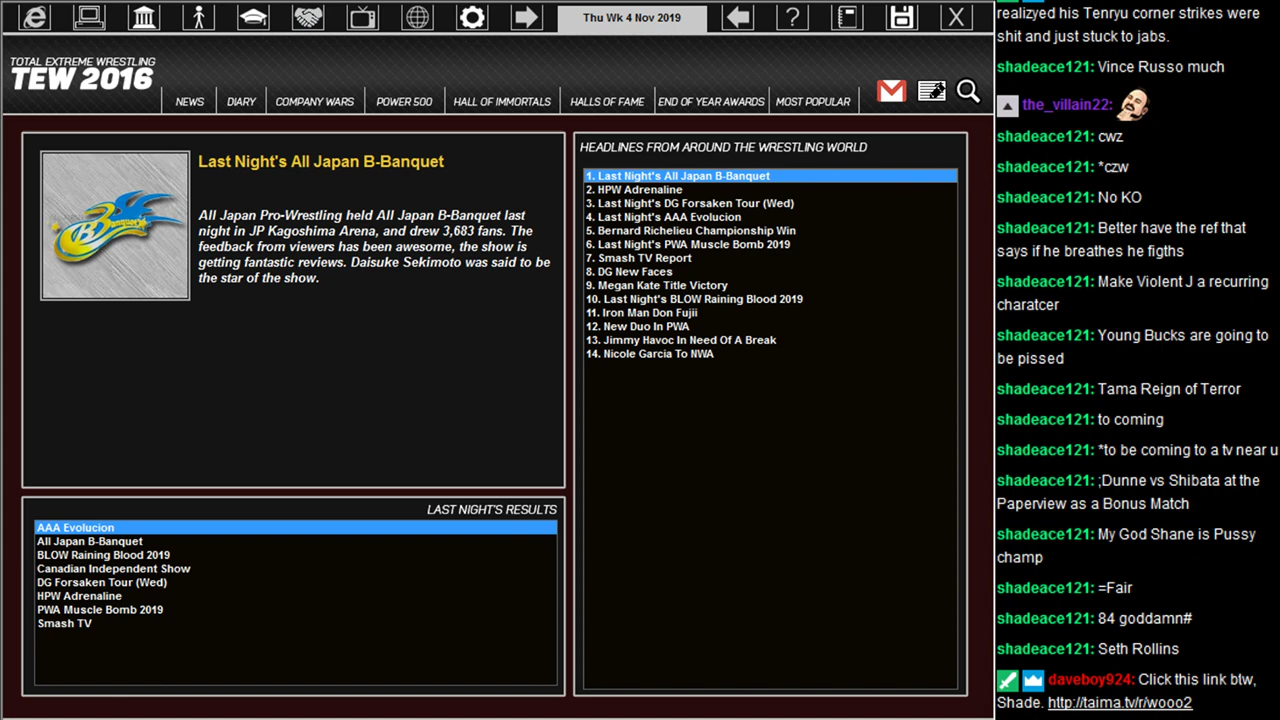 Thu Wk 4 Nov 2019
TOTAL EXTREME WRESTLING
TEW 2016
NEWS
DIARY
COMPANY WARS
POWER 500
HALL OF IMMORTALS
HALLS OF FAME
END OF YEAR AWARDS
MOST POPULAR
Last Night's All Japan B-Banquet
All Japan Pro-Wrestling held All Japan B-Banquet last
night in JP Kagoshima Arena, and drew 3,683 fans. The
feedback from viewers has been awesome, the show is
getting fantastic reviews. Daisuke Sekimoto was said to be
the star of the show.
B Banquet
LAST NIGHT'S RESULTS
AAA Evolucion
All Japan B-Banquet
BLOW Raining Blood 2019
Canadian Independent Show
DG Forsaken Tour (Wed)
HPW Adrenaline
PWA Muscle Bomb 2019
Smash TV
HEADLINES FROM AROUND THE WRESTLING WORLD
1. Last Night's All Japan B-Banquet
2. HPW Adrenaline
3. Last Night's DG Forsaken Tour (Wed)
4. Last Night's AAA Evolucion
5. Bernard Richelieu Championship Win
6. Last Night's PWA Muscle Bomb 2019
7. Smash TV Report
8. DG New Faces
9. Megan Kate Title Victory
10. Last Night's BLOW Raining Blood 2019
11. Iron Man Don Fujii
12. New Duo In PWA
13. Jimmy Havoc In Need Of A Break
14. Nicole Garcia To NWA
realizyed his Tenryu corner strikes were
shit and just stuck to jabs.
shadeace121: Vince Russo much
the_villain22:
shadeace121: cwz
shadeace121: *czw
shadeace121: No KO
shadeace121: Better have the ref that
says if he breathes he figths
shadeace121: Make Violent J a recurring
charatcer
shadeace121: Young Bucks are going to
be pissed
shadeace121: Tama Reign of Terror
shadeace121: to coming
shadeace121: *to be coming to a tv near u
shadeace121: ;Dunne vs Shibata at the
Paperview as a Bonus Match
shadeace121: My God Shane is Pussy
champ
shadeace121: =Fair
shadeace121: 84 goddamn#
shadeace121: Seth Rollins
daveboy924: Click this link btw,
Shade. http://taima.tv/r/wooo2